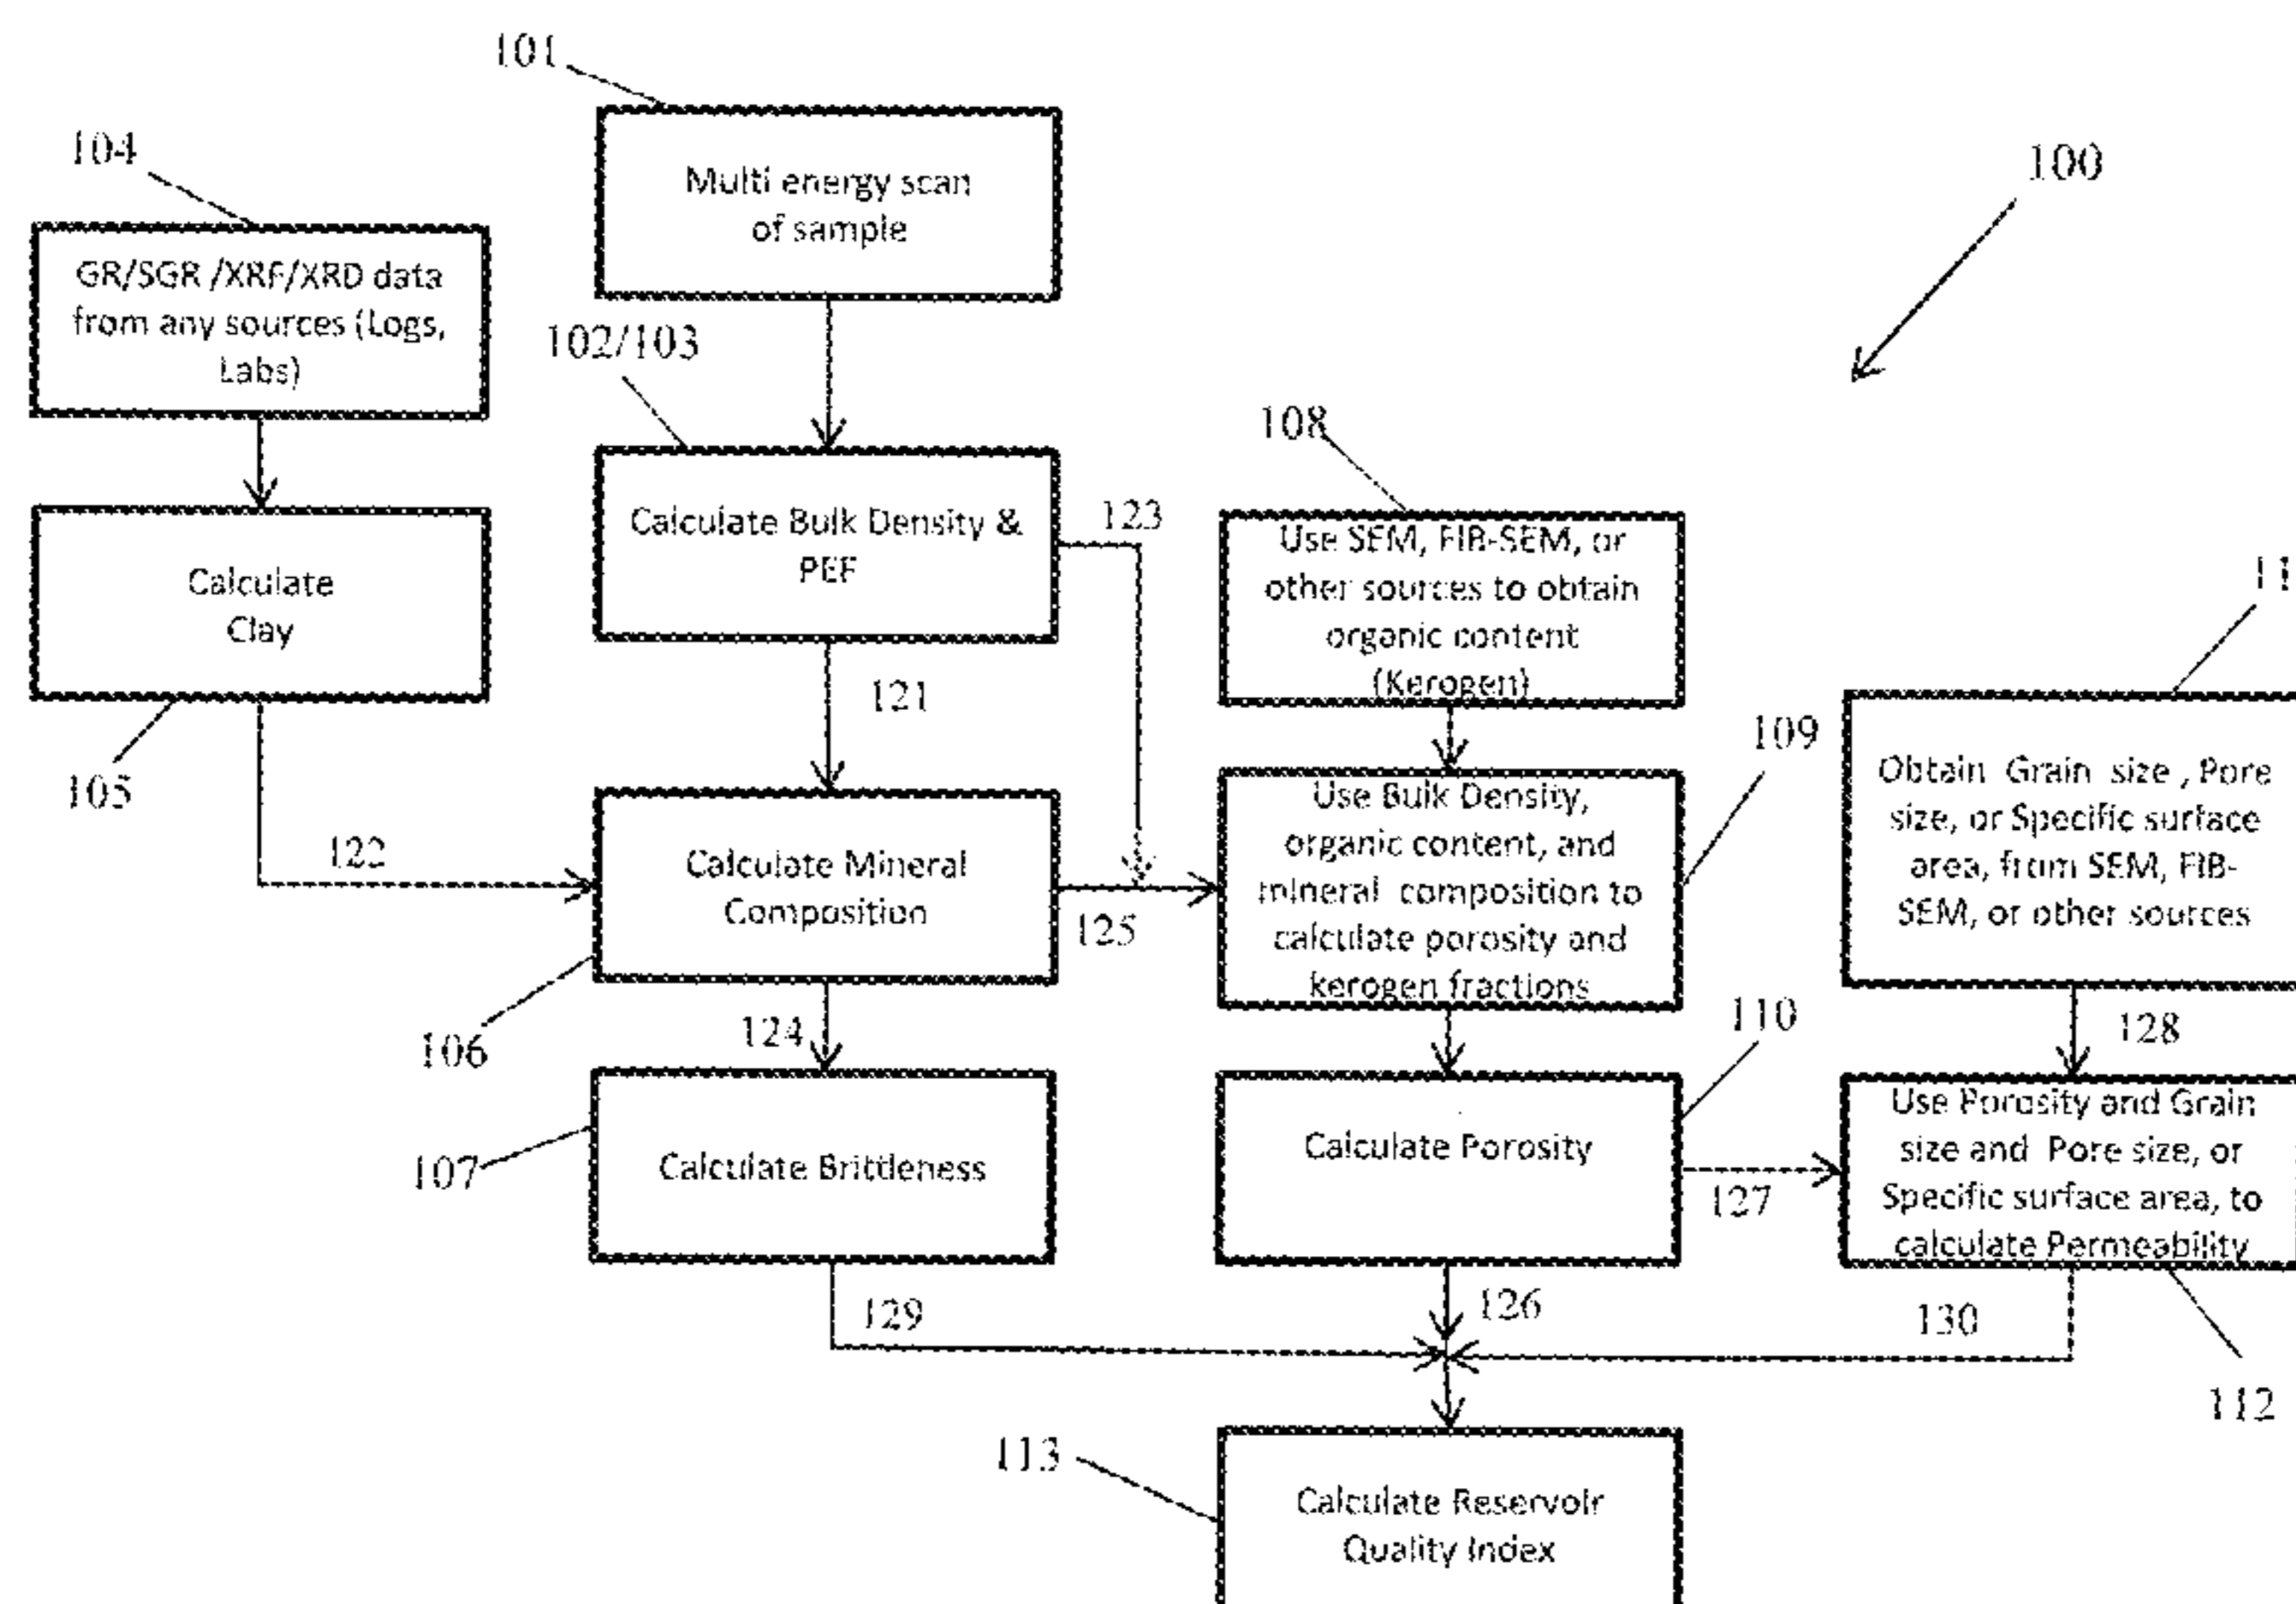 101
104
Multi energy scan
of sample
100
GR/SGR /XRF/XRD data
from any sources (Logs,
Labs)
102/103
108
Calculate Bulk Density &
PEF
123
Use SEM, FIB-SEM, or
other sources to obtain
organic content
(Kerogen)
11
Calculate
Clay
121
109
105
Obtain Grain size , Pore
size, or Specific surface
area, from SEM, FIB-
SEM, or other sources
122
Calculate Mineral
Composition
125
Use Bulk Density,
organic content, and
mineral composition to
calculate porosity and
kerogen fractions
110
106
124
128
107
Calculate Brittleness
Calculate Porosity
127
Use Porosity and Grain
size and Pore size, or
Specific surface area, to
calculate Permeability
129
126
130
112
113
Calculate Reservoir
Quality Index